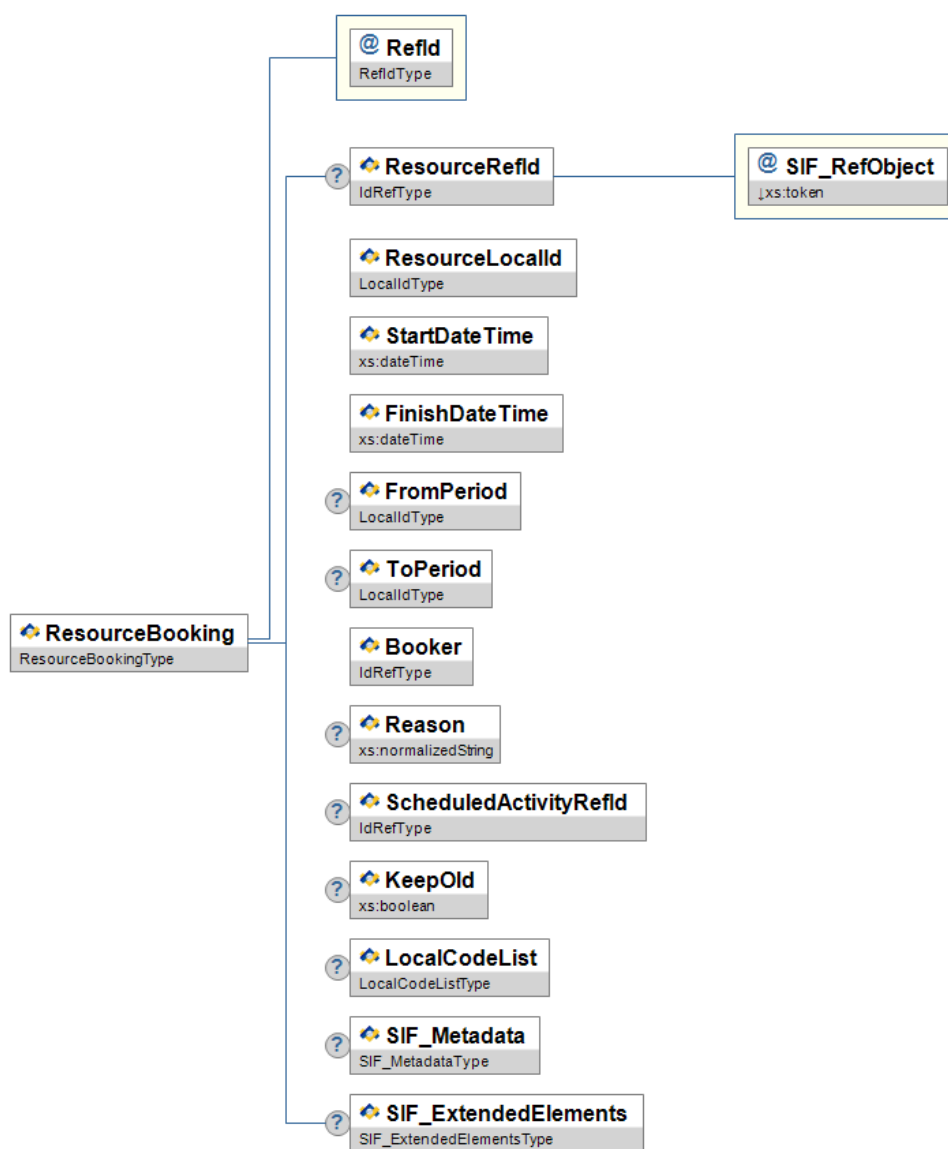 @ RefId
RefIdType
? ResourceRefId
IdRefType
@ SIF_RefObject
↓xs:token
ResourceLocalId
LocalIdType
StartDateTime
xs:dateTime
FinishDateTime
xs:dateTime
? FromPeriod
LocalIdType
? ToPeriod
LocalIdType
ResourceBooking
ResourceBookingType
Booker
IdRefType
? Reason
xs:normalizedString
? ScheduledActivityRefId
IdRefType
? KeepOld
xs:boolean
? LocalCodeList
LocalCodeListType
? SIF_Metadata
SIF_MetadataType
? SIF_ExtendedElements
SIF_ExtendedElementsType